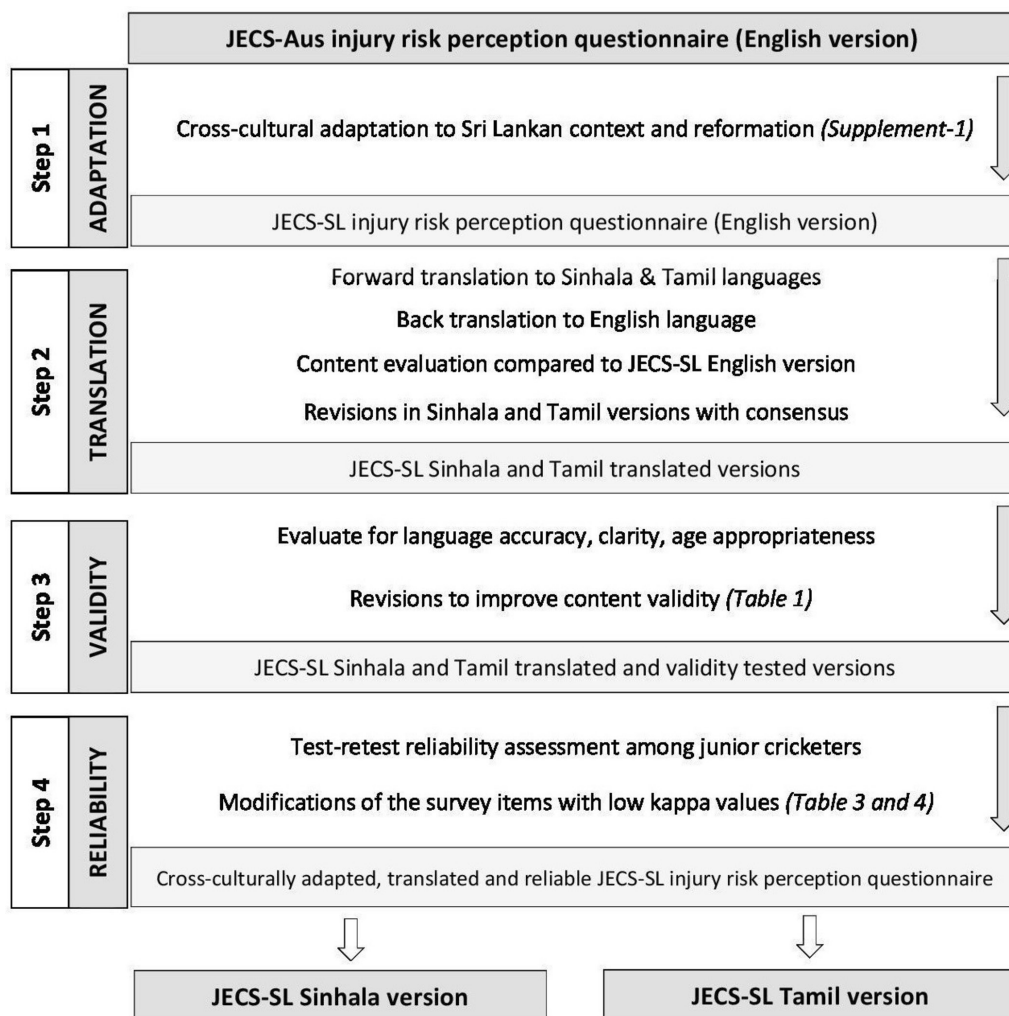 JECS-Aus injury risk perception questionnaire (English version)
Step 1
ADAPTATION
Cross-cultural adaptation to Sri Lankan context and reformation (Supplement-1)
JECS-SL injury risk perception questionnaire (English version)
Step 2
TRANSLATION
Forward translation to Sinhala & Tamil languages
Back translation to English language
Content evaluation compared to JECS-SL English version
Revisions in Sinhala and Tamil versions with consensus
JECS-SL Sinhala and Tamil translated versions
Step 3
VALIDITY
Evaluate for language accuracy, clarity, age appropriateness
Revisions to improve content validity (Table 1)
JECS-SL Sinhala and Tamil translated and validity tested versions
Step 4
RELIABILITY
Test-retest reliability assessment among junior cricketers
Modifications of the survey items with low kappa values (Table 3 and 4)
Cross-culturally adapted, translated and reliable JECS-SL injury risk perception questionnaire
JECS-SL Sinhala version
JECS-SL Tamil version